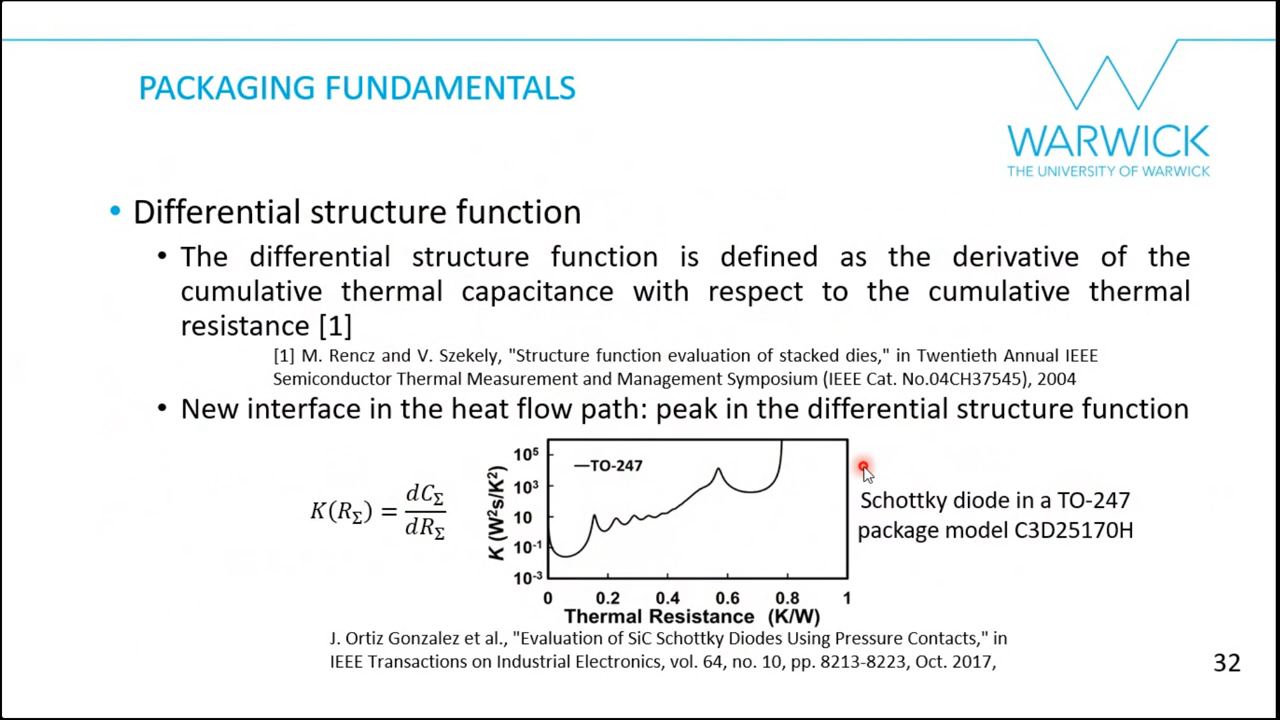 PACKAGING FUNDAMENTALS
WARWICK
THE UNIVERSITY OF WARWICK
• Differential structure function
• The differential structure function is defined as the derivative of the
cumulative thermal capacitance with respect to the cumulative thermal
resistance [1]
[1] M. Rencz and V. Szekely, "Structure function evaluation of stacked dies," in Twentieth Annual IEEE
Semiconductor Thermal Measurement and Management Symposium (IEEE Cat. No.04CH37545), 2004
• New interface in the heat flow path: peak in the differential structure function
K(R_Σ) = dC_Σ/dR_Σ
K (W²s/K²)
10⁵
10³
10
10⁻¹
10⁻³
—TO-247
0 0.2 0.4 0.6 0.8 1
Thermal Resistance (K/W)
Schottky diode in a TO-247
package model C3D25170H
J. Ortiz Gonzalez et al., "Evaluation of SiC Schottky Diodes Using Pressure Contacts," in
IEEE Transactions on Industrial Electronics, vol. 64, no. 10, pp. 8213-8223, Oct. 2017,
32